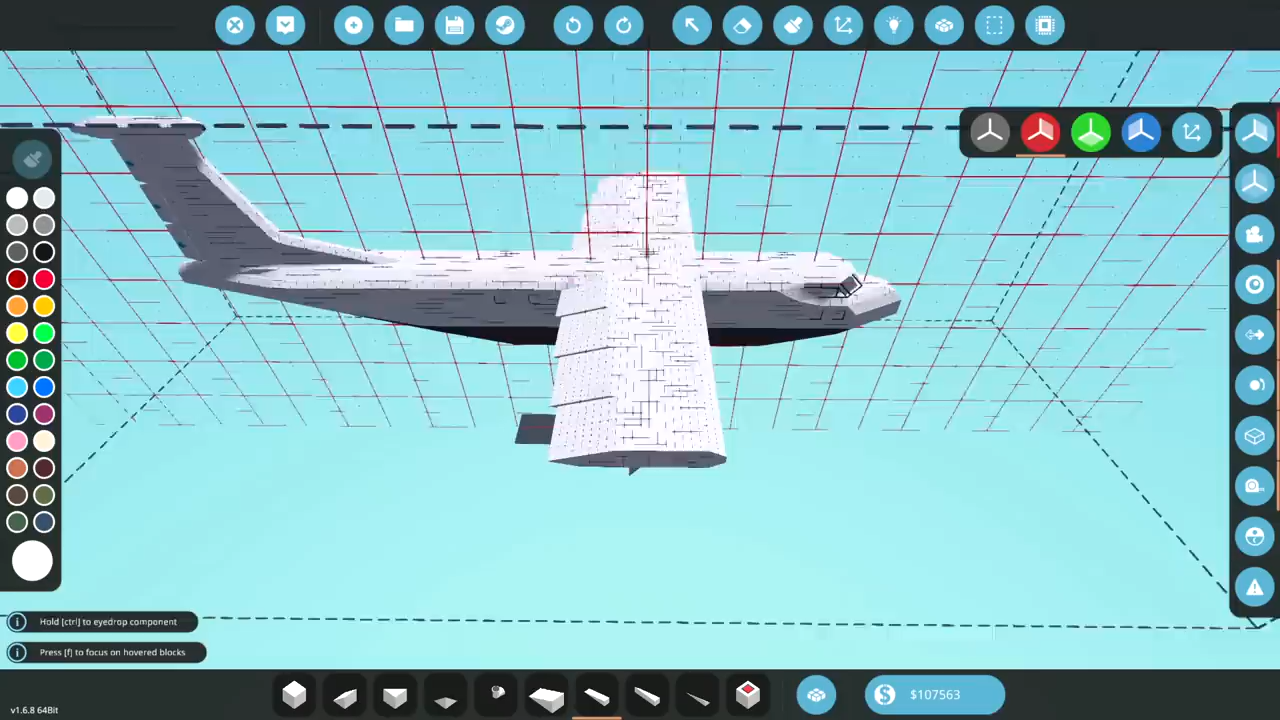 Hold [ctrl] to eyedrop component
Press [f] to focus on hovered blocks
$107563
v1.6.8 64Bit